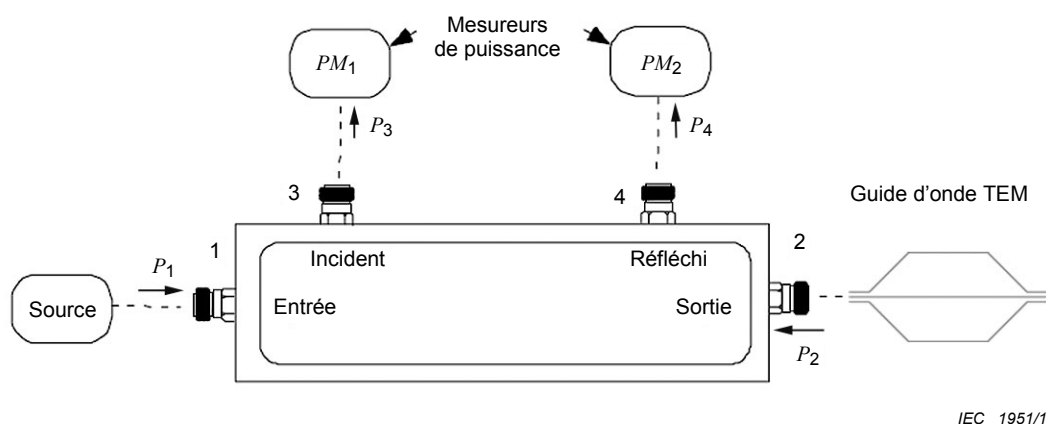 Mesureurs
de puissance
PM1
PM2
P3
P4
3
4
Guide d'onde TEM
1
2
P1
Incident
Réfléchi
Source
Entrée
Sortie
P2
IEC 1951/1